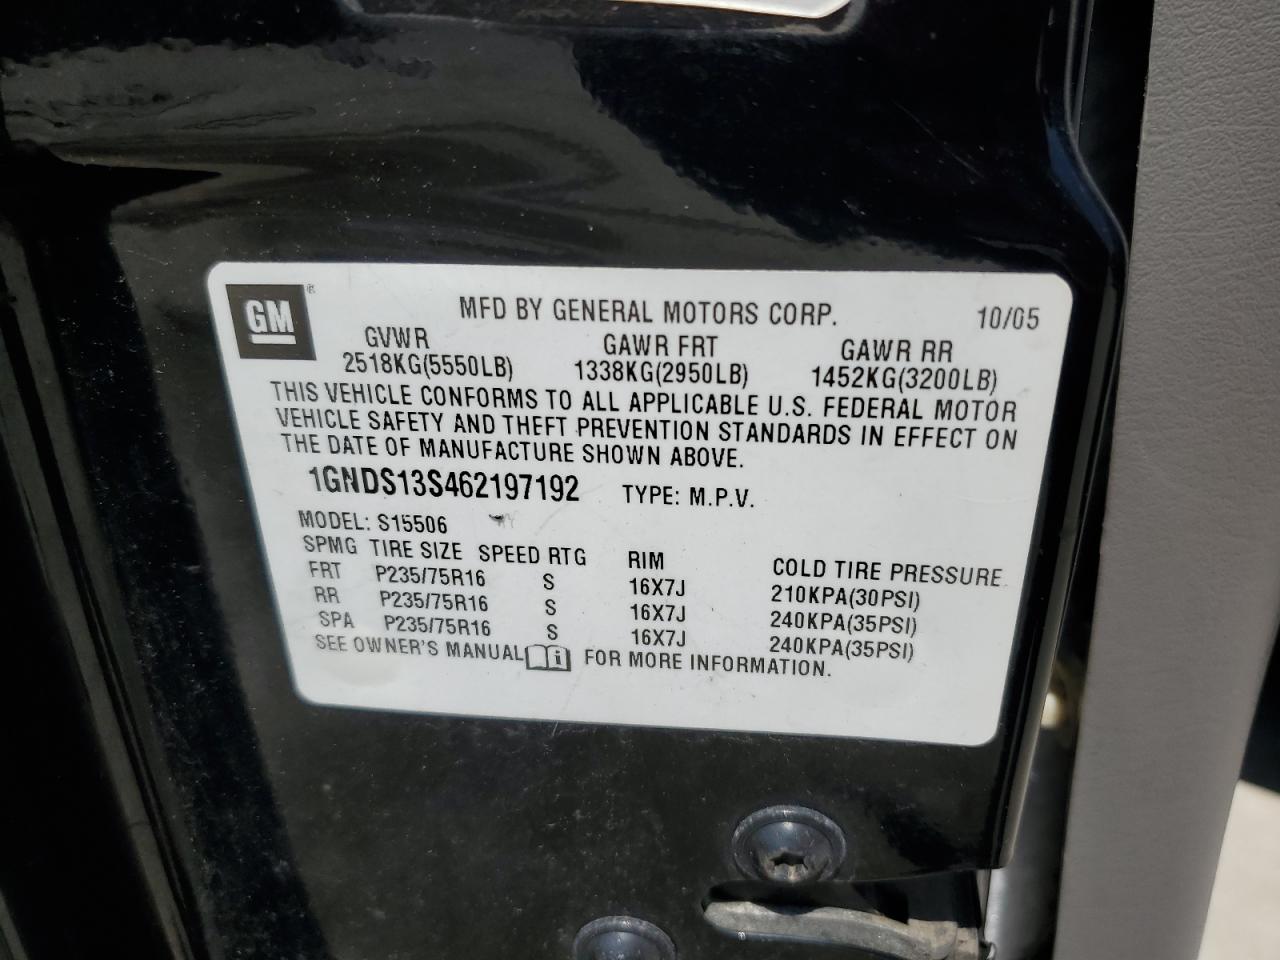 GM ® MFD BY GENERAL MOTORS CORP. 10/05
GVWR GAWR FRT GAWR RR
2518KG(5550LB) 1338KG(2950LB) 1452KG(3200LB)
THIS VEHICLE CONFORMS TO ALL APPLICABLE U.S. FEDERAL MOTOR
VEHICLE SAFETY AND THEFT PREVENTION STANDARDS IN EFFECT ON
THE DATE OF MANUFACTURE SHOWN ABOVE.
1GNDS13S462197192 TYPE: M.P.V.
MODEL: S15506
SPMG TIRE SIZE SPEED RTG RIM COLD TIRE PRESSURE
FRT P235/75R16 S 16X7J 210KPA(30PSI)
RR P235/75R16 S 16X7J 240KPA(35PSI)
SPA P235/75R16 S 16X7J 240KPA(35PSI)
SEE OWNER'S MANUAL i FOR MORE INFORMATION.